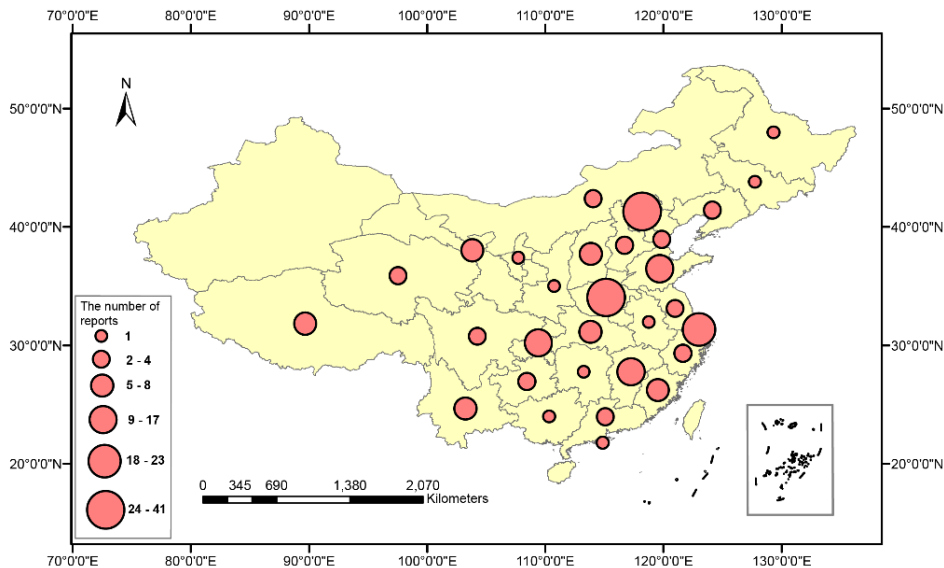 70°0'0"E 80°0'0"E 90°0'0"E 100°0'0"E 110°0'0"E 120°0'0"E 130°0'0"E
N
50°0'0"N 50°0'0"N
40°0'0"N 40°0'0"N
30°0'0"N 30°0'0"N
20°0'0"N 20°0'0"N
The number of
reports
1
2 - 4
5 - 8
9 - 17
18 - 23
24 - 41
0 345 690 1,380 2,070
Kilometers
70°0'0"E 80°0'0"E 90°0'0"E 100°0'0"E 110°0'0"E 120°0'0"E 130°0'0"E